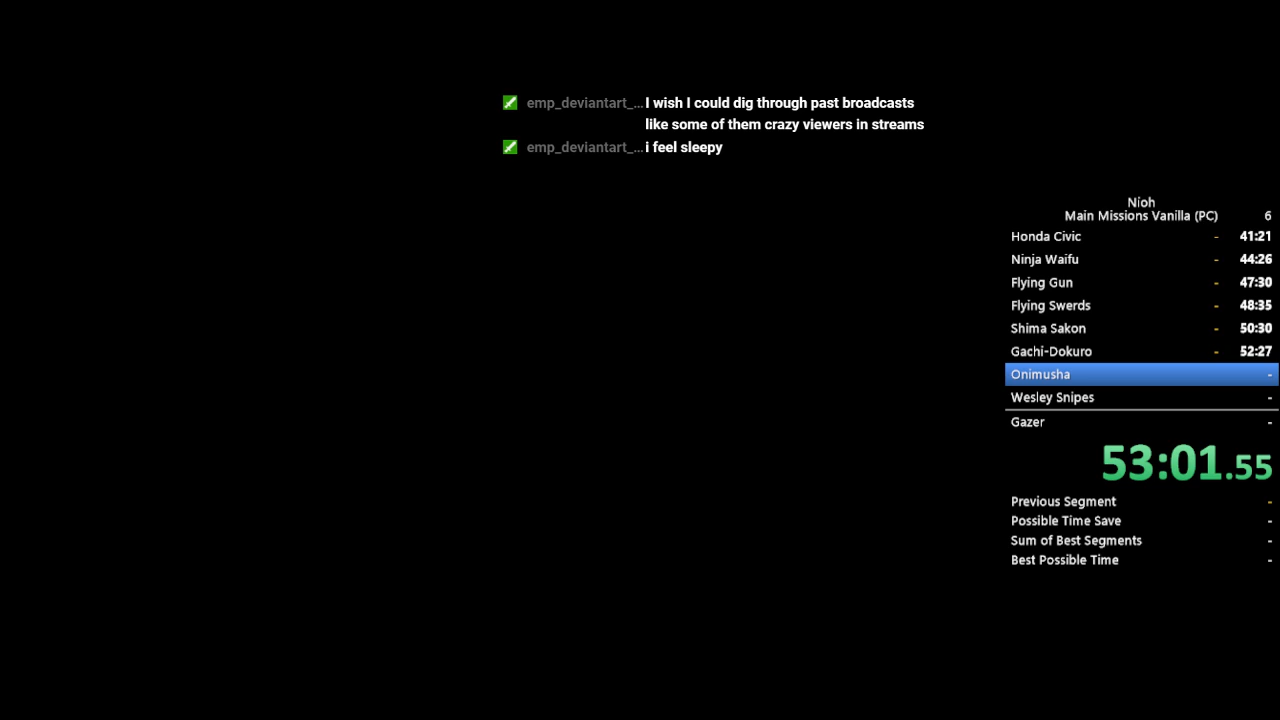 emp_deviantart_... I wish I could dig through past broadcasts
like some of them crazy viewers in streams
emp_deviantart_... i feel sleepy
Nioh
Main Missions Vanilla (PC) 6
Honda Civic - 41:21
Ninja Waifu - 44:26
Flying Gun - 47:30
Flying Swerds - 48:35
Shima Sakon - 50:30
Gachi-Dokuro - 52:27
Onimusha -
Wesley Snipes -
Gazer -
53:01.55
Previous Segment -
Possible Time Save -
Sum of Best Segments -
Best Possible Time -